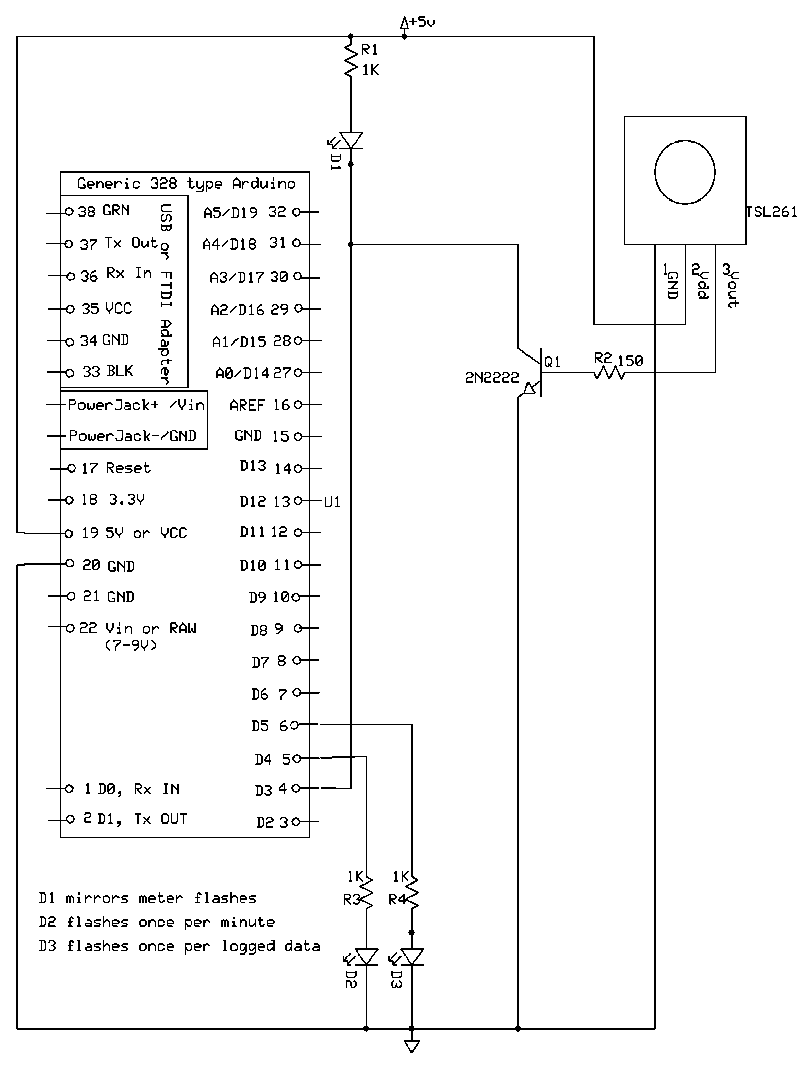 +5v
R1
1K
D1
Generic 328 type Arduino
38 GRN
37 Tx Out
36 Rx In
35 VCC
34 GND
33 BLK
USB or FTDI Adapter
A5/D19 32
A4/D18 31
A3/D17 30
A2/D16 29
A1/D15 28
A0/D14 27
PowerJack+ /Vin
PowerJack-/GND
AREF 16
GND 15
17 Reset
18 3.3V
19 5V or VCC
20 GND
21 GND
22 Vin or RAW
(7-9V)
D13 14
D12 13
U1
D11 12
D10 11
D9 10
D8 9
D7 8
D6 7
D5 6
D4 5
D3 4
D2 3
1 D0, Rx IN
2 D1, Tx OUT
TSL261
1
GND
2
Vdd
3
Vout
Q1
2N2222
R2 150
1K
R3
1K
R4
D2
D3
D1 mirrors meter flashes
D2 flashes once per minute
D3 flashes once per logged data